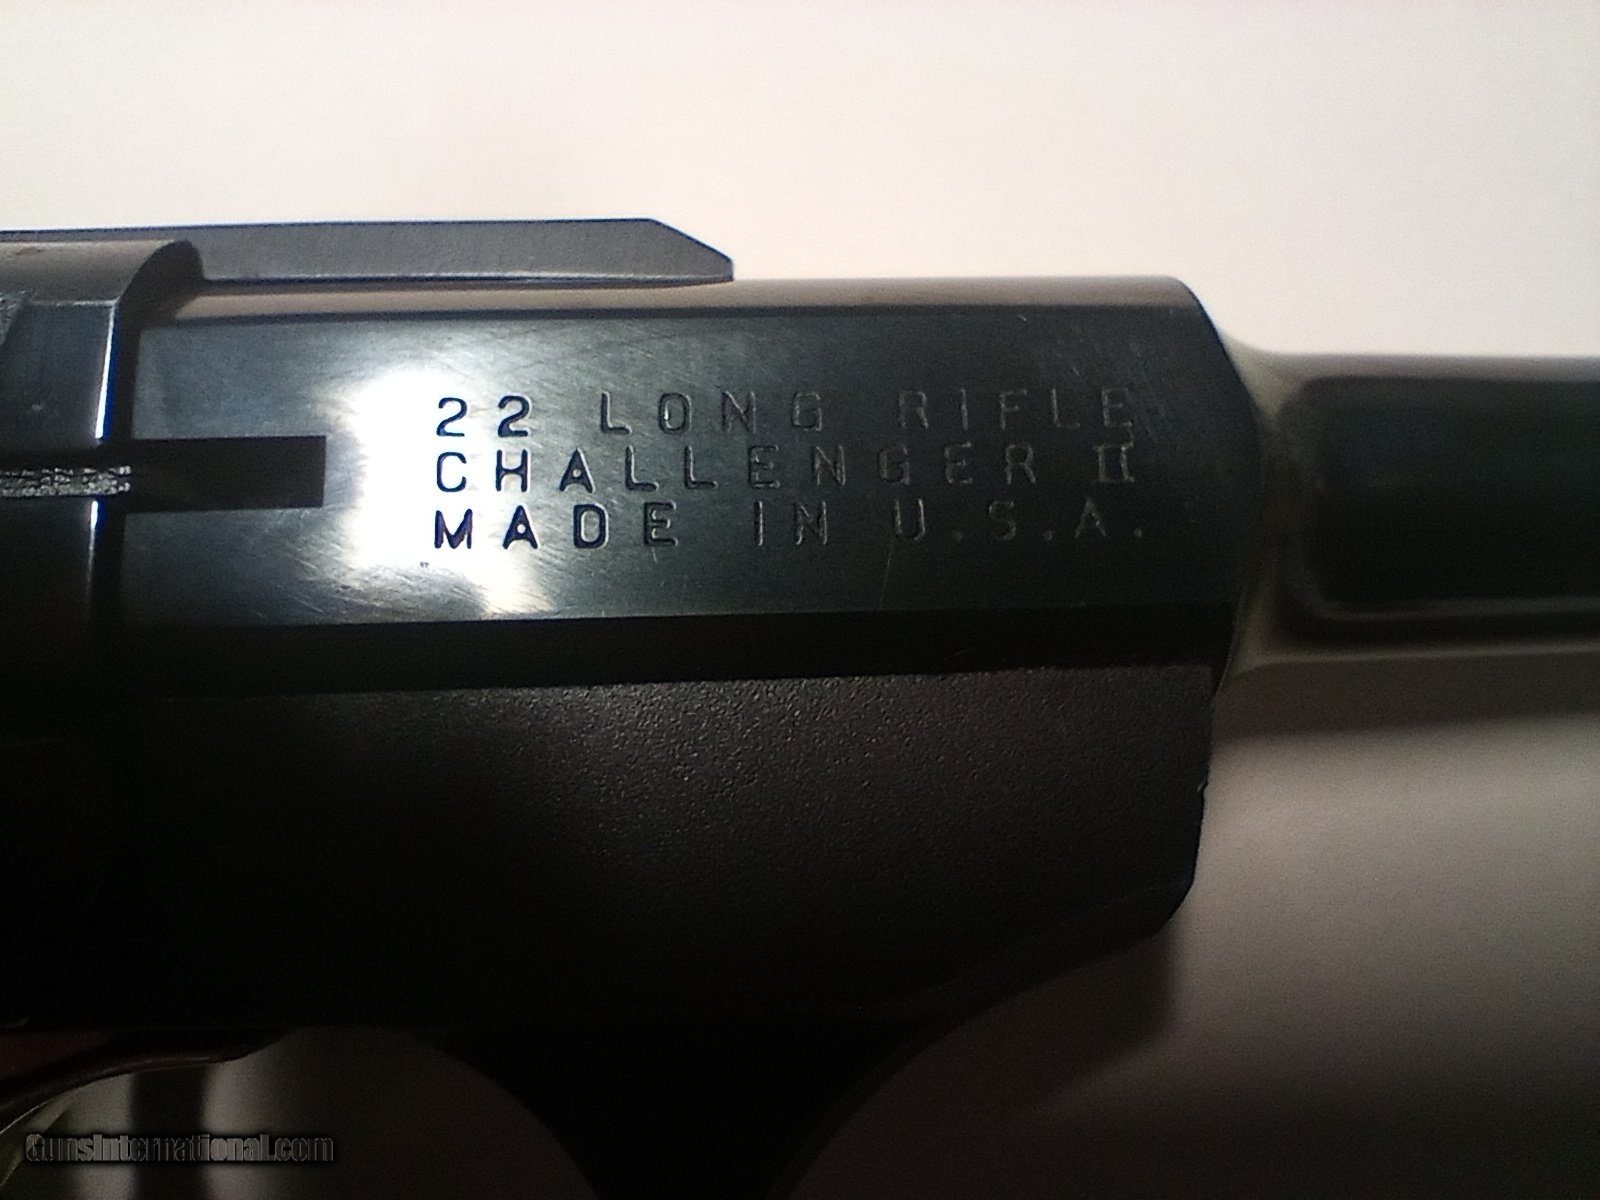 22 LONG RIFLE
CHALLENGER II
MADE IN U.S.A.
GunsInternational.com